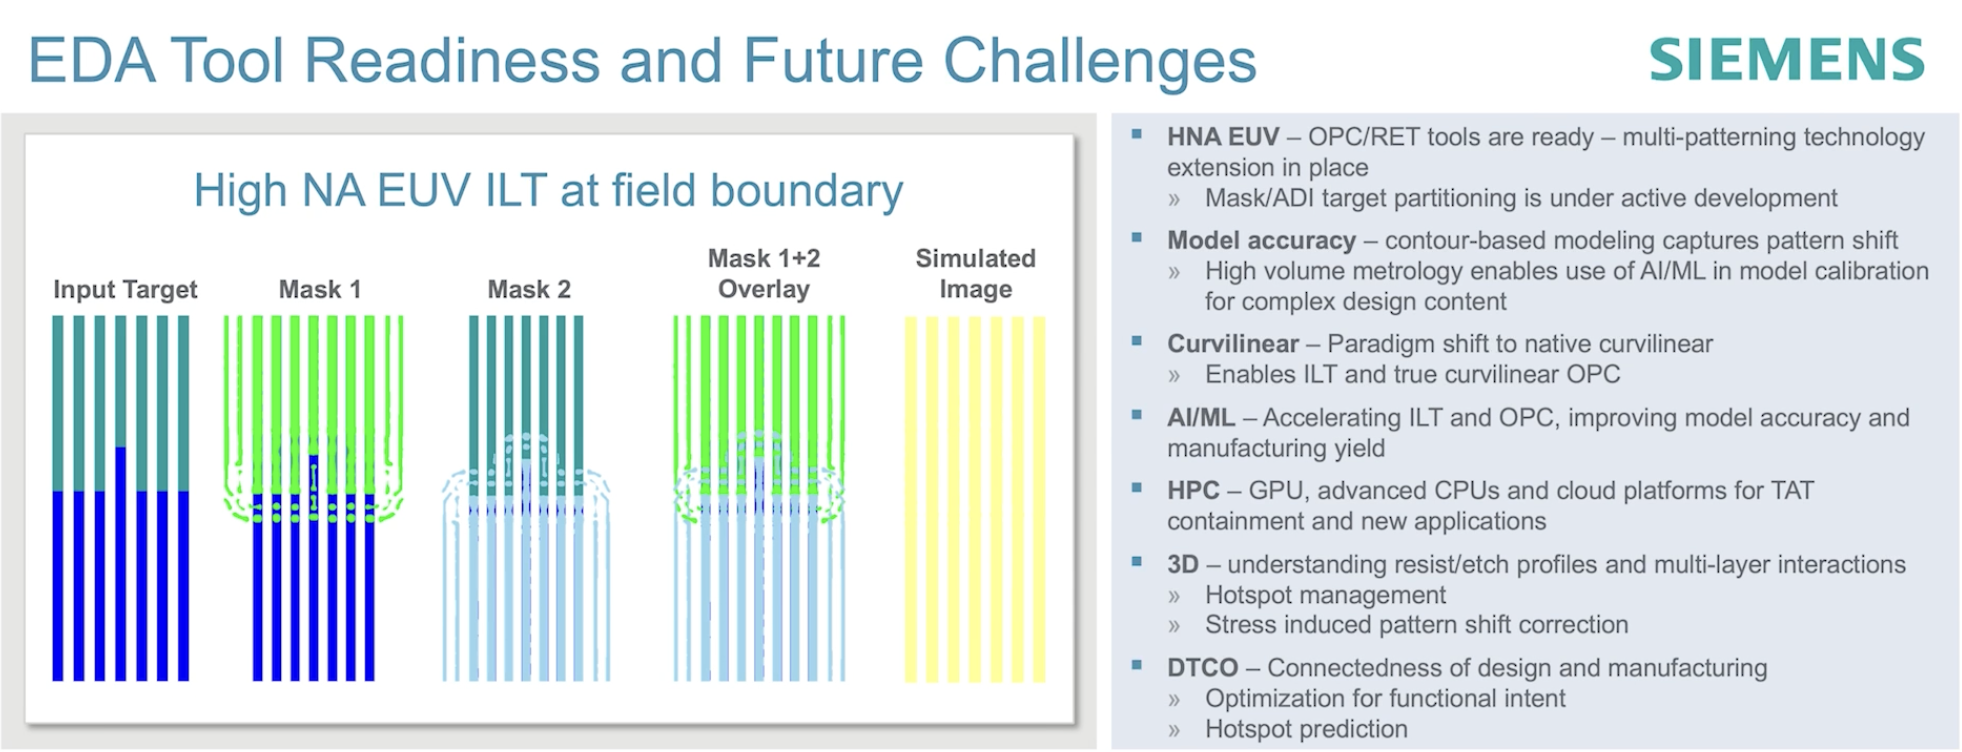 EDA Tool Readiness and Future Challenges
SIEMENS
High NA EUV ILT at field boundary
Input Target
Mask 1
Mask 2
Mask 1+2
Overlay
Simulated
Image
HNA EUV – OPC/RET tools are ready – multi-patterning technology
extension in place
» Mask/ADI target partitioning is under active development
Model accuracy – contour-based modeling captures pattern shift
» High volume metrology enables use of AI/ML in model calibration
for complex design content
Curvilinear – Paradigm shift to native curvilinear
» Enables ILT and true curvilinear OPC
AI/ML – Accelerating ILT and OPC, improving model accuracy and
manufacturing yield
HPC – GPU, advanced CPUs and cloud platforms for TAT
containment and new applications
3D – understanding resist/etch profiles and multi-layer interactions
» Hotspot management
» Stress induced pattern shift correction
DTCO – Connectedness of design and manufacturing
» Optimization for functional intent
» Hotspot prediction